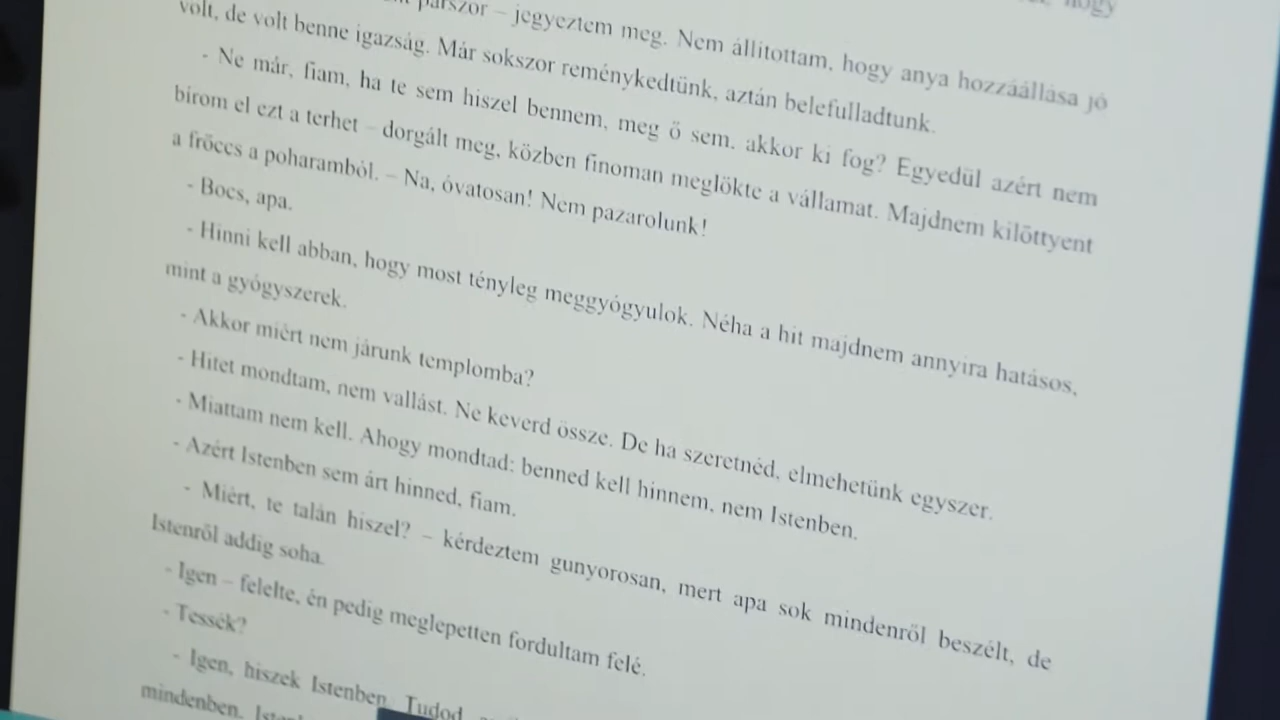 párszor – jegyeztem meg. Nem állítottam, hogy anya hozzáállása jó
volt, de volt benne igazság. Már sokszor reménykedtünk, aztán belefulladtunk.
- Ne már, fiam, ha te sem hiszel bennem, meg ő sem, akkor ki fog? Egyedül azért nem
bírom el ezt a terhet – dorgált meg, közben finoman meglökte a vállamat. Majdnem kilöttyent
a fröccs a poharamból. – Na, óvatosan! Nem pazarolunk!
- Bocs, apa.
- Hinni kell abban, hogy most tényleg meggyógyulok. Néha a hit majdnem annyira hatásos,
mint a gyógyszerek.
- Akkor miért nem járunk templomba?
- Hitet mondtam, nem vallást. Ne keverd össze. De ha szeretnéd, elmehetünk egyszer.
- Miattam nem kell. Ahogy mondtad: benned kell hinnem, nem Istenben.
- Azért Istenben sem árt hinned, fiam.
- Miért, te talán hiszel? – kérdeztem gunyorosan, mert apa sok mindenről beszélt, de
Istenről addig soha.
- Igen – felelte, én pedig meglepetten fordultam felé.
- Tessék?
- Igen, hiszek Istenben. Tudod
mindenben.